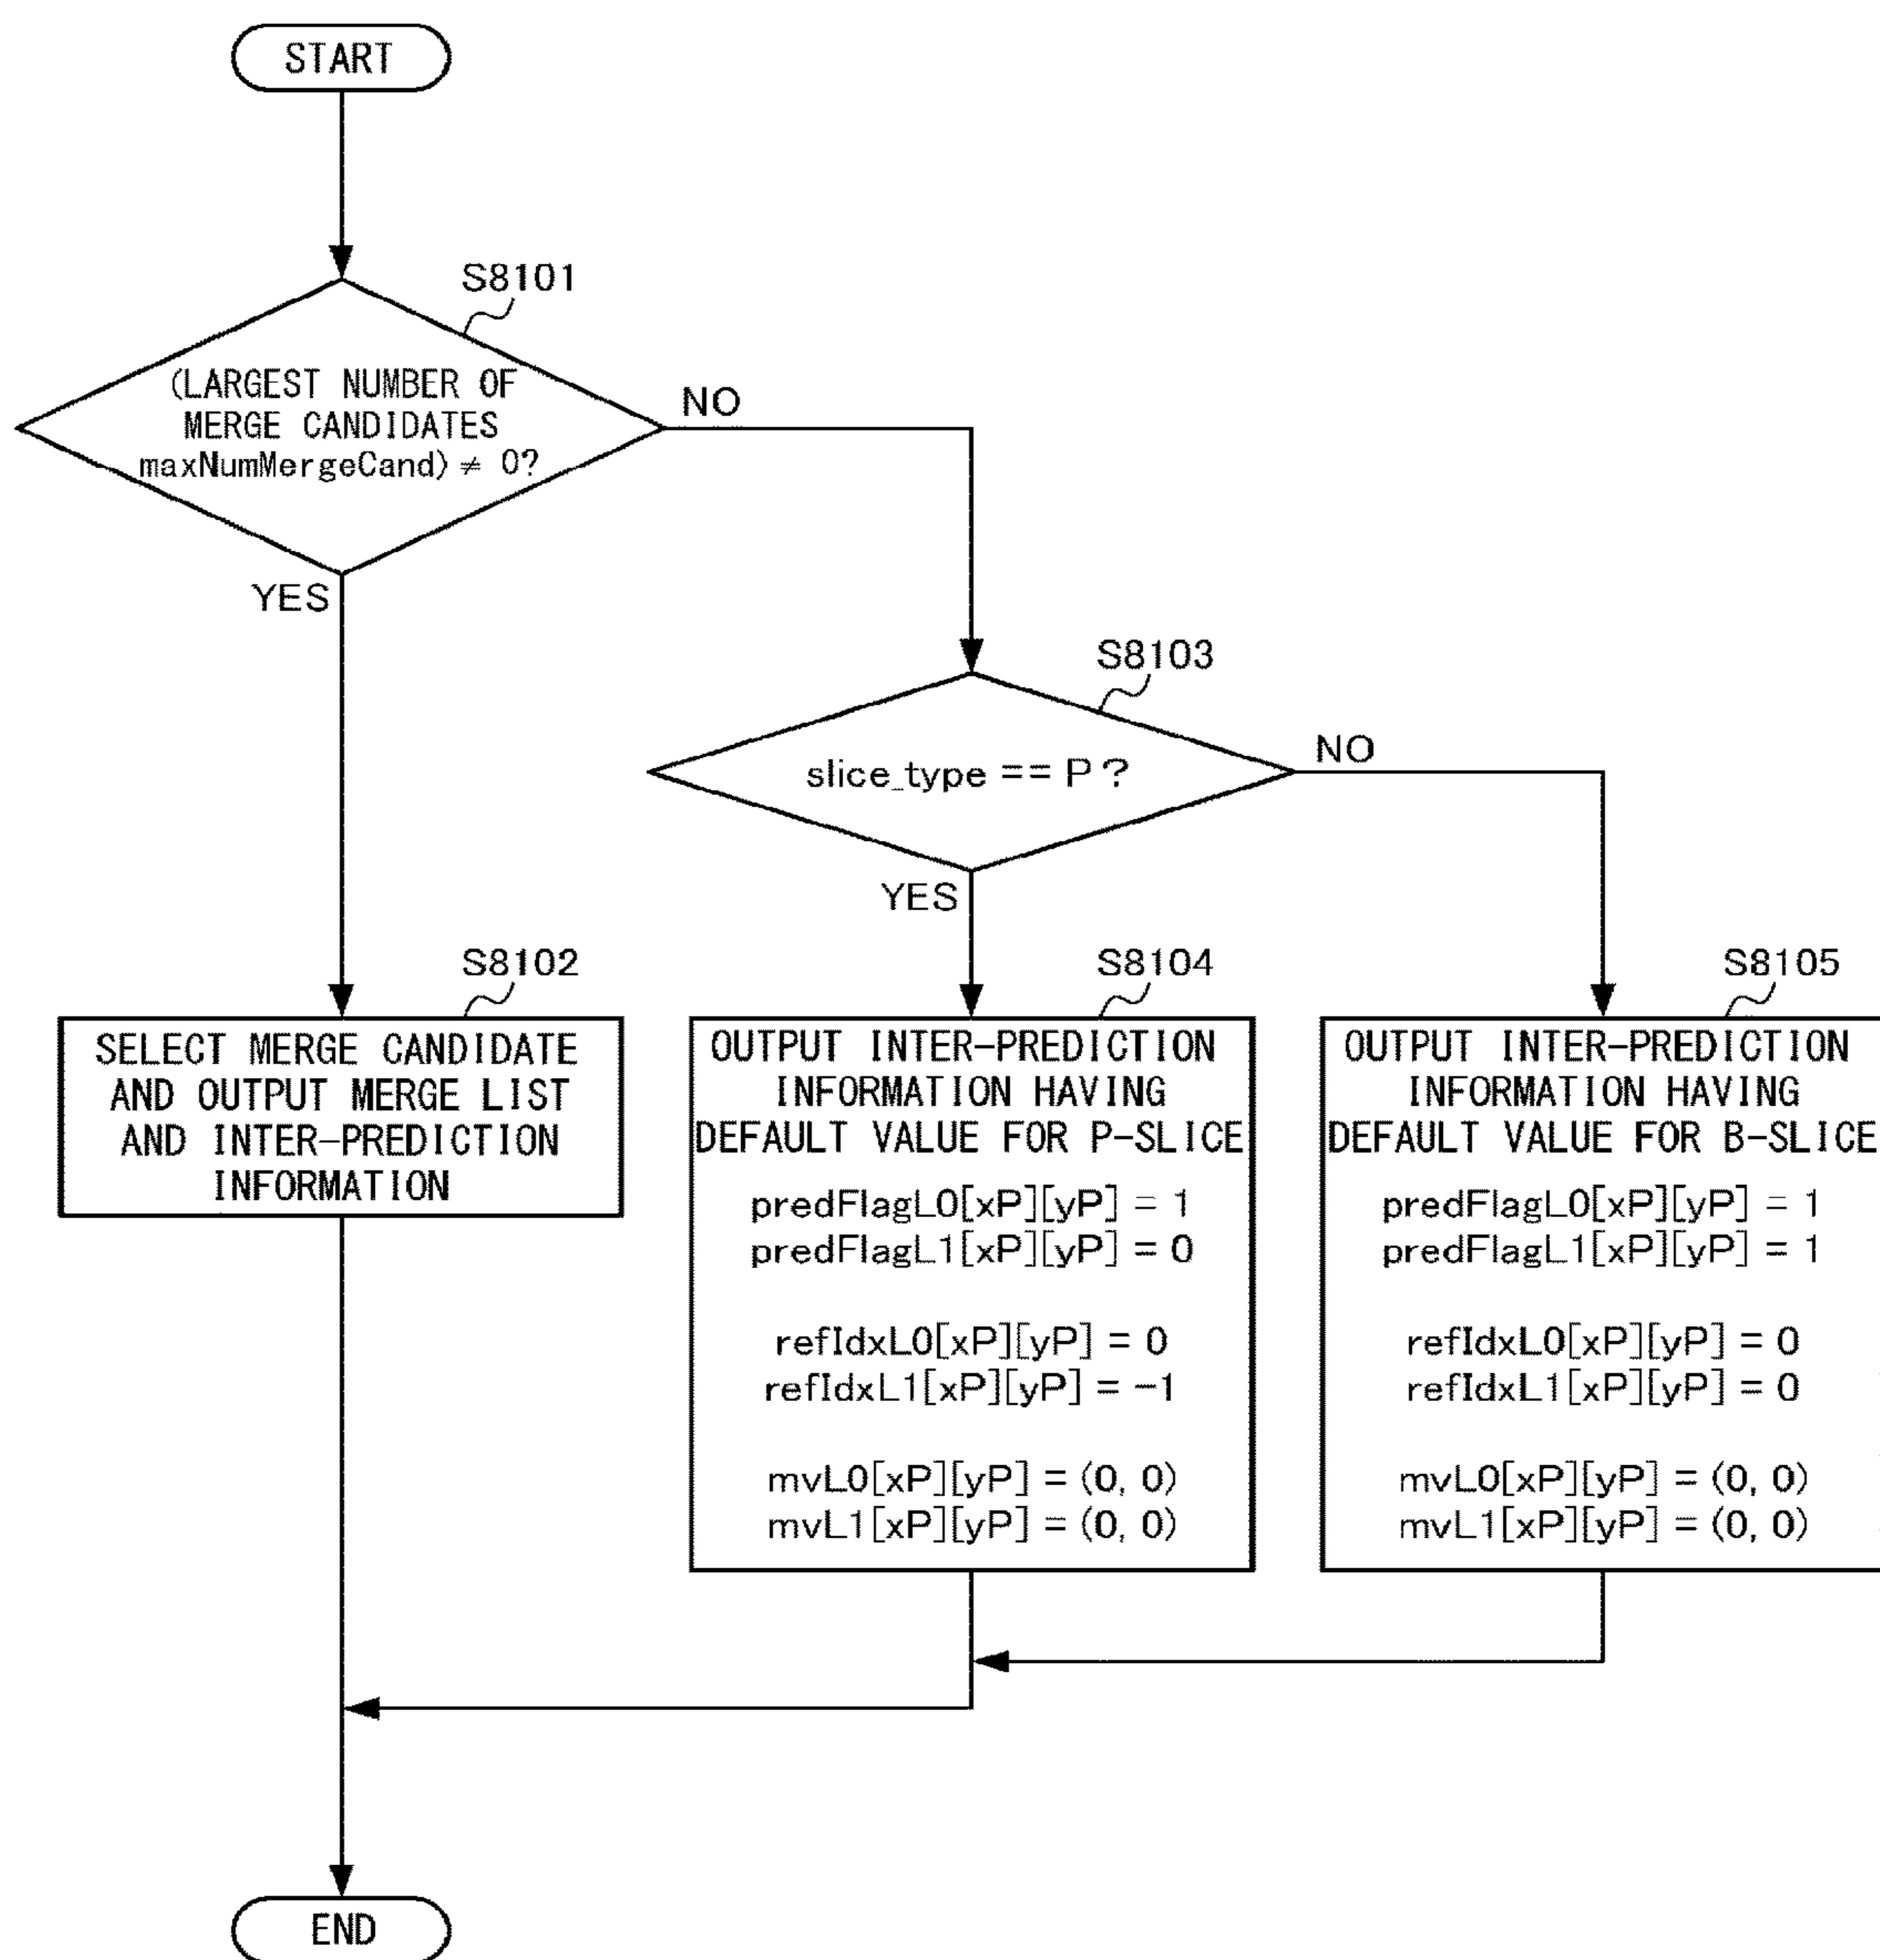 START
S8101
(LARGEST NUMBER OF
MERGE CANDIDATES
maxNumMergeCand) ≠ 0?
NO
YES
S8103
slice_type == P ?
NO
YES
S8102
SELECT MERGE CANDIDATE
AND OUTPUT MERGE LIST
AND INTER-PREDICTION
INFORMATION
S8104
OUTPUT INTER-PREDICTION
INFORMATION HAVING
DEFAULT VALUE FOR P-SLICE
predFlagL0[xP][yP] = 1
predFlagL1[xP][yP] = 0
refIdxL0[xP][yP] = 0
refIdxL1[xP][yP] = -1
mvL0[xP][yP] = (0, 0)
mvL1[xP][yP] = (0, 0)
S8105
OUTPUT INTER-PREDICTION
INFORMATION HAVING
DEFAULT VALUE FOR B-SLICE
predFlagL0[xP][yP] = 1
predFlagL1[xP][yP] = 1
refIdxL0[xP][yP] = 0
refIdxL1[xP][yP] = 0
mvL0[xP][yP] = (0, 0)
mvL1[xP][yP] = (0, 0)
END